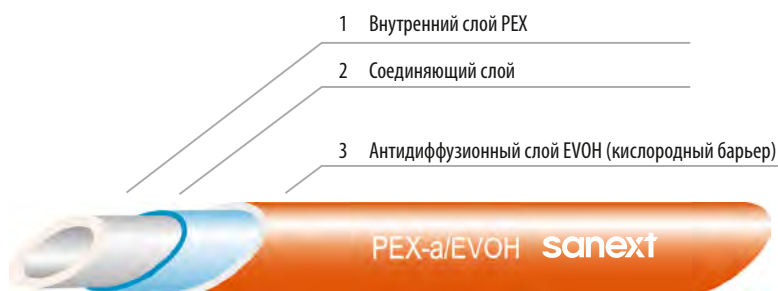 1 Внутренний слой PEX
2 Соединяющий слой
3 Антидиффузионный слой EVOH (кислородный барьер)
PEX-a/EVOH sanext